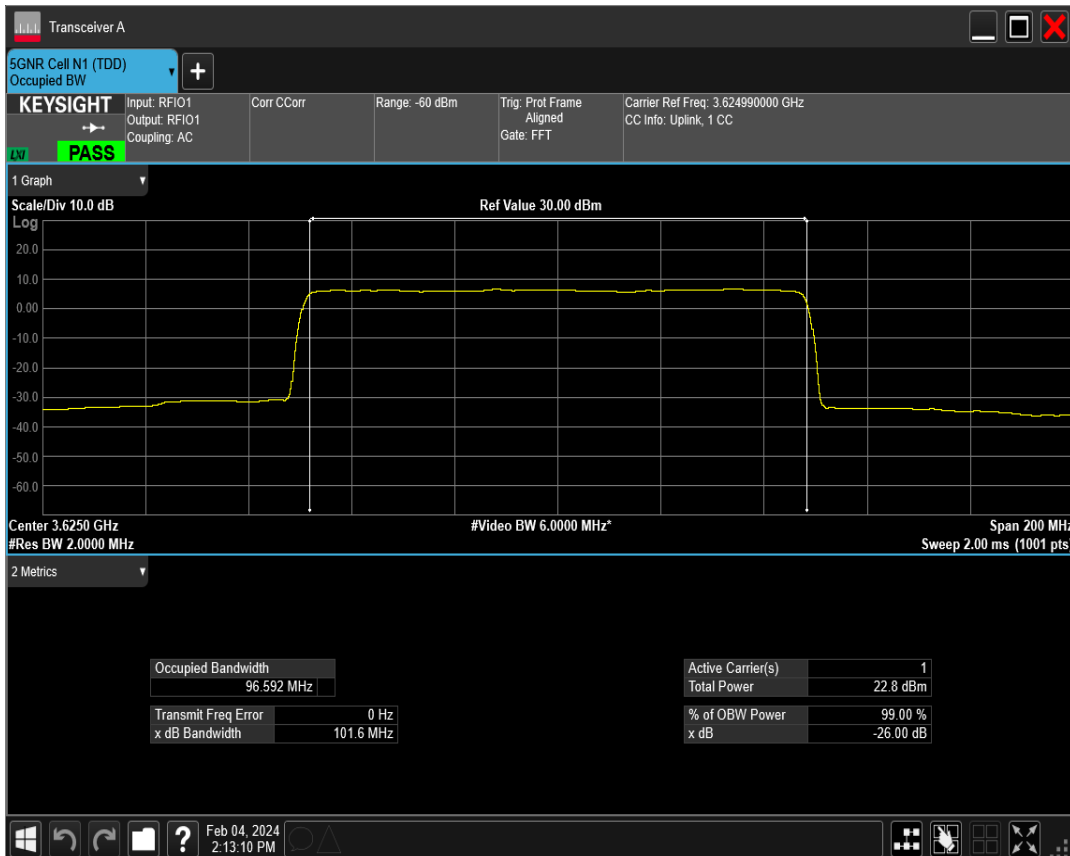 Transceiver A
5GNR Cell N1 (TDD)
Occupied BW
KEYSIGHT
LXI
PASS
Input: RFIO1
Output: RFIO1
Coupling: AC
Corr CCorr
Range: -60 dBm
Trig: Prot Frame
Aligned
Gate: FFT
Carrier Ref Freq: 3.624990000 GHz
CC Info: Uplink, 1 CC
1 Graph
Scale/Div 10.0 dB
Ref Value 30.00 dBm
Log
20.0
10.0
0.00
-10.0
-20.0
-30.0
-40.0
-50.0
-60.0
Center 3.6250 GHz
#Video BW 6.0000 MHz*
Span 200 MHz
#Res BW 2.0000 MHz
Sweep 2.00 ms (1001 pts)
2 Metrics
Occupied Bandwidth
96.592 MHz
Transmit Freq Error 0 Hz
x dB Bandwidth 101.6 MHz
Active Carrier(s) 1
Total Power 22.8 dBm
% of OBW Power 99.00 %
x dB -26.00 dB
?
Feb 04, 2024
2:13:10 PM